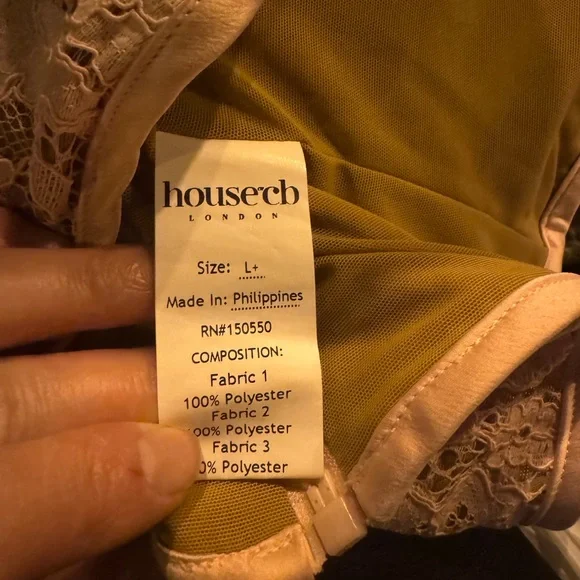 house cb
LONDON
Size: L+
Made In: Philippines
RN#150550
COMPOSITION:
Fabric 1
100% Polyester
Fabric 2
00% Polyester
Fabric 3
0% Polyester